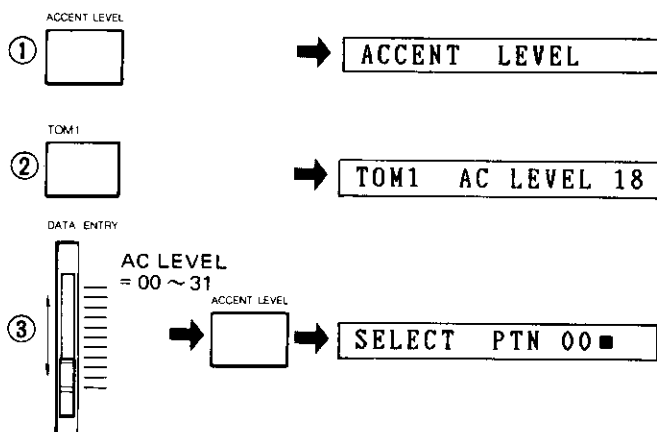 ACCENT LEVEL
① ACCENT LEVEL
TOM1
② TOM1 AC LEVEL 18
DATA ENTRY
AC LEVEL
= 00 ~ 31
ACCENT LEVEL
③ SELECT PTN 00■